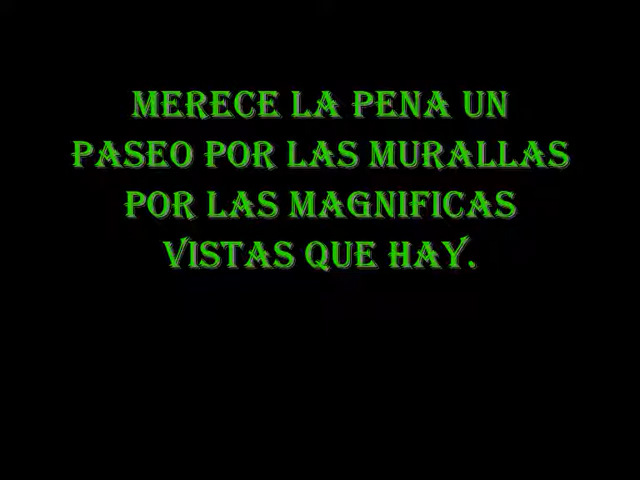 MERECE LA PENA UN
PASEO POR LAS MURALLAS
POR LAS MAGNIFICAS
VISTAS QUE HAY.